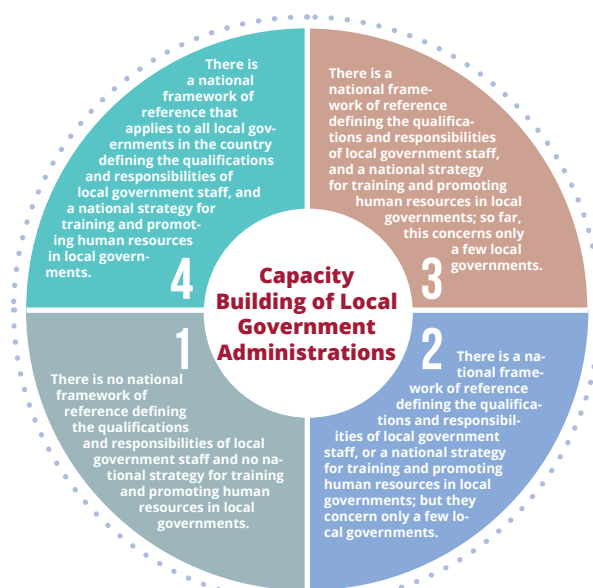 There is
a national
framework of
reference that
applies to all local gov-
ernments in the country
defining the qualifications
and responsibilities of
local government staff, and
a national strategy for
training and promot-
ing human resources
in local govern-
ments.
4
There is a
national frame-
work of reference
defining the qualifica-
tions and responsibilities
of local government staff,
and a national strategy
for training and promoting
human resources in local
governments; so far,
this concerns only
a few local
governments.
3
Capacity
Building of Local
Government
Administrations
1
There is no national
framework of
reference defining
the qualifications
and responsibilities of local
government staff and no na-
tional strategy for training
and promoting human
resources in local
governments.
2
There is a na-
tional frame-
work of reference
defining the qualifica-
tions and responsibil-
ities of local government
staff, or a national strategy
for training and promoting
human resources in local
governments; but they
concern only a few lo-
cal governments.